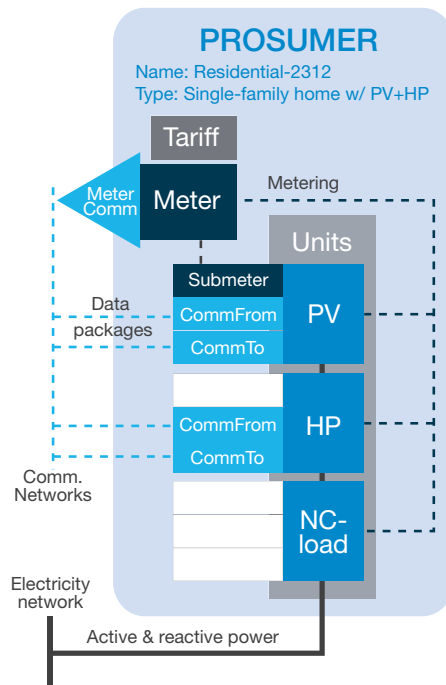 PROSUMER
Name: Residential-2312
Type: Single-family home w/ PV+HP
Tariff
Meter
Comm
Meter
Metering
Units
Submeter
CommFrom
CommTo
PV
Data
packages
CommFrom
CommTo
HP
Comm.
Networks
NC-
load
Electricity
network
Active & reactive power